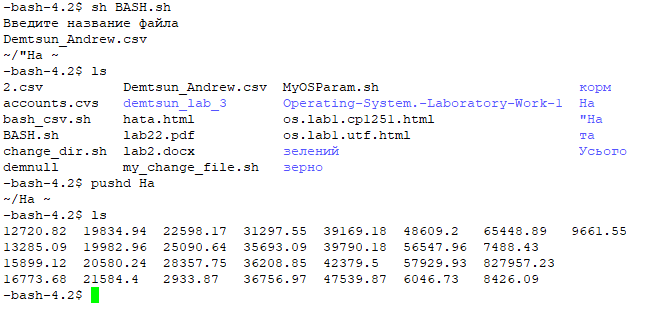 -bash-4.2$ sh BASH.sh
Введите название файла
Demtsun_Andrew.csv
~/"На ~
-bash-4.2$ ls
2.csv Demtsun_Andrew.csv MyOSParam.sh корм
accounts.cvs demtsun_lab_3 Operating-System.-Laboratory-Work-1 На
bash_csv.sh hata.html os.lab1.cp1251.html "На
BASH.sh lab22.pdf os.lab1.utf.html та
change_dir.sh lab2.docx зелений Усього
demnull my_change_file.sh зерно
-bash-4.2$ pushd На
~/На ~
-bash-4.2$ ls
12720.82 19834.94 22598.17 31297.55 39169.18 48609.2 65448.89 9661.55
13285.09 19982.96 25090.64 35693.09 39790.18 56547.96 7488.43
15899.12 20580.24 28357.75 36208.85 42379.5 57929.93 827957.23
16773.68 21584.4 2933.87 36756.97 47539.87 6046.73 8426.09
-bash-4.2$